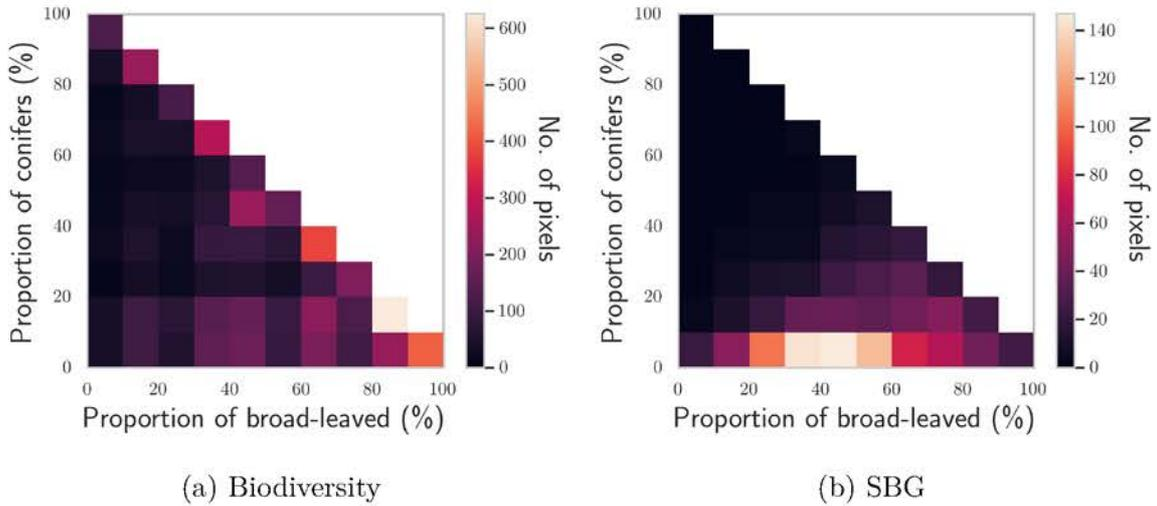 100
80
60
40
20
0
Proportion of conifers (%)
0 20 40 60 80 100
Proportion of broad-leaved (%)
600
500
400
300
200
100
0
No. of pixels
(a) Biodiversity
100
80
60
40
20
0
Proportion of conifers (%)
0 20 40 60 80 100
Proportion of broad-leaved (%)
140
120
100
80
60
40
20
0
No. of pixels
(b) SBG